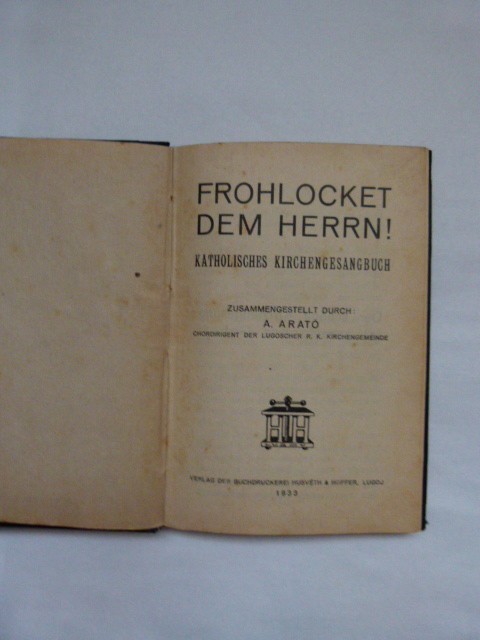 FROHLOCKET
DEM HERRN!
KATHOLISCHES KIRCHENGESANGBUCH
ZUSAMMENGESTELLT DURCH:
A. ARATÓ
CHORDIRIGENT DER LUGOSCHER R. K. KIRCHENGEMEINDE
H H
VERLAG DER BUCHDRUCKEREI HUSVÉTH & HOFFER, LUGOJ
1933